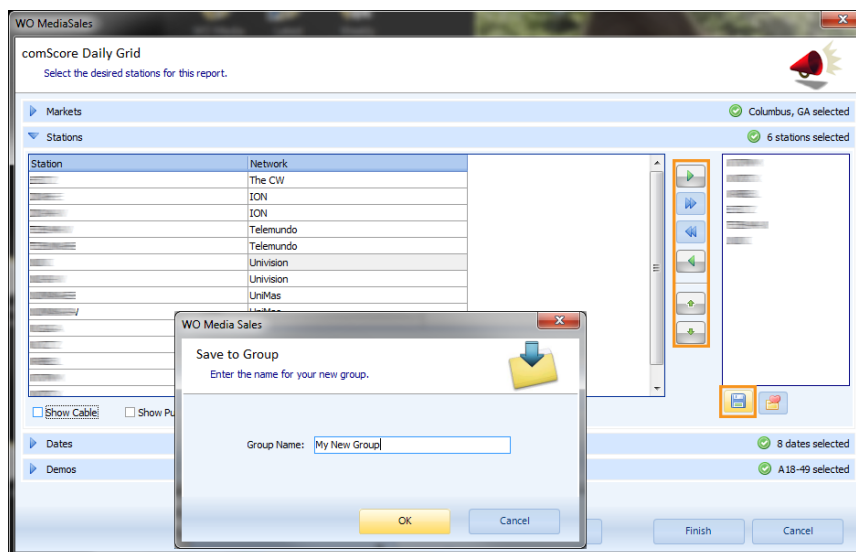 WO MediaSales
comScore Daily Grid
Select the desired stations for this report.
Markets
Columbus, GA selected
Stations
6 stations selected
Station Network
The CW
ION
ION
Telemundo
Telemundo
Univision
Univision
UniMas
UniMas
WO Media Sales
Save to Group
Enter the name for your new group.
Group Name: My New Group
OK Cancel
Show Cable Show Pu
Dates
8 dates selected
Demos
A18-49 selected
Finish Cancel